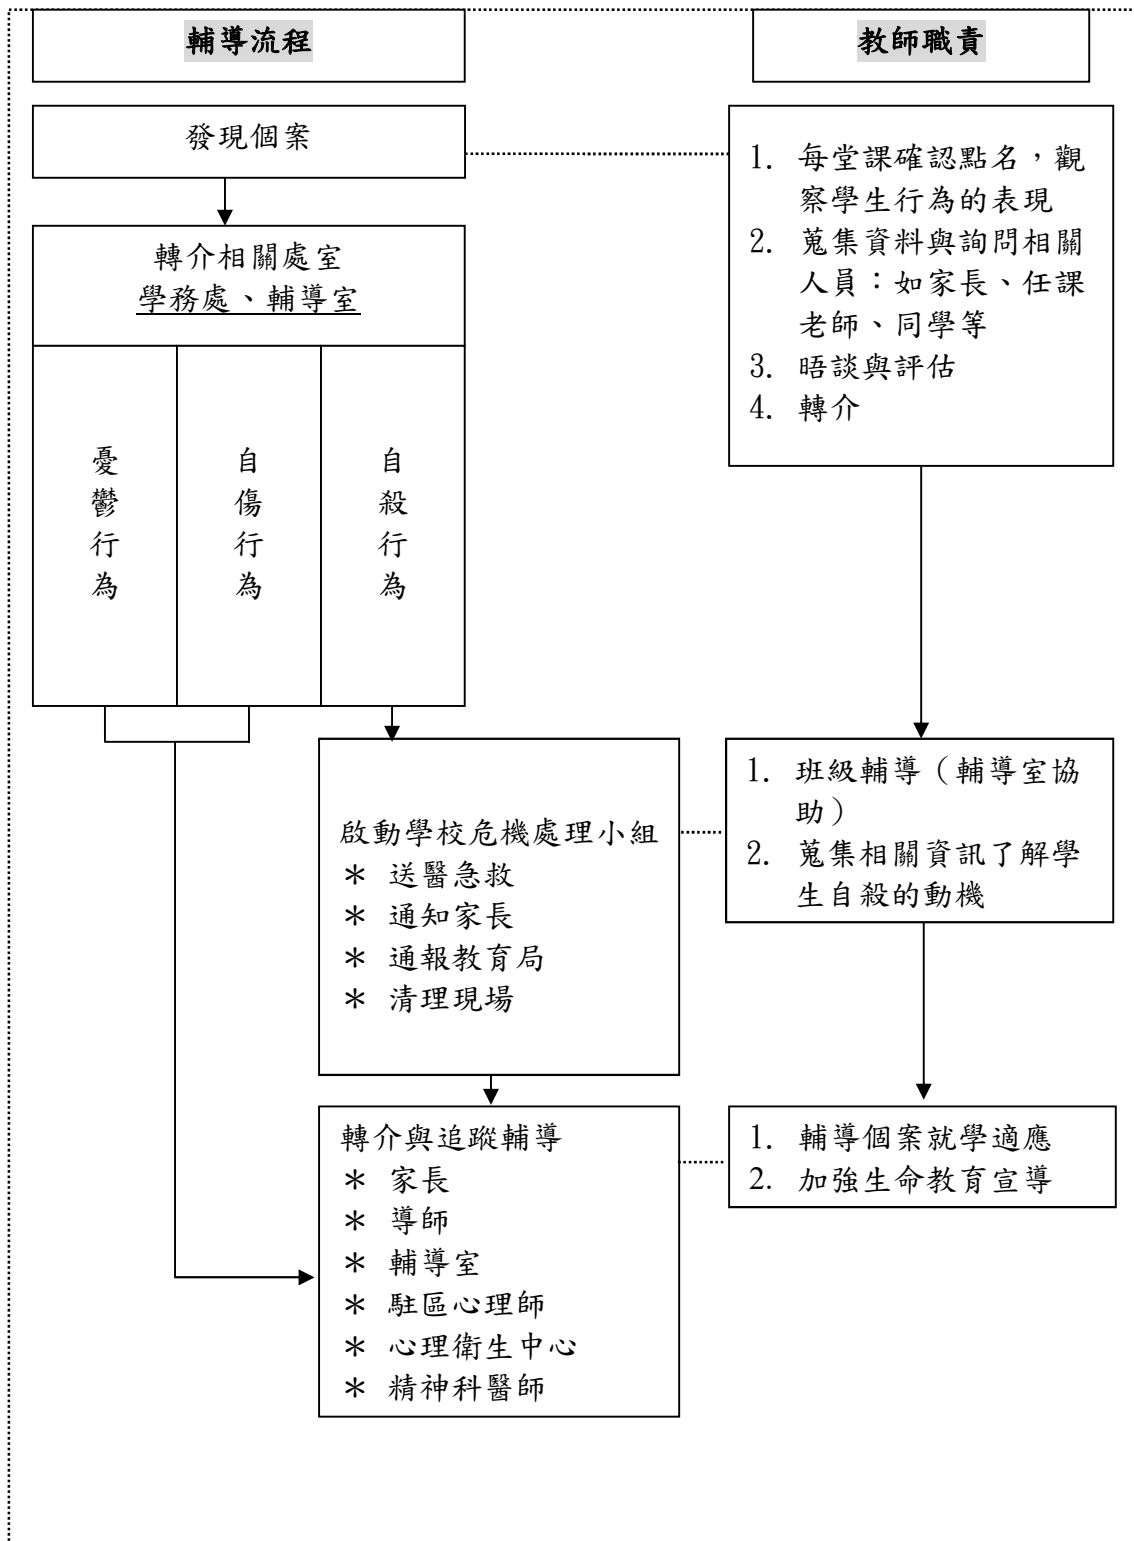 輔導流程
教師職責
發現個案
1. 每堂課確認點名，觀
察學生行為的表現
2. 蒐集資料與詢問相關
人員：如家長、任課
老師、同學等
3. 晤談與評估
4. 轉介
轉介相關處室
學務處、輔導室
憂鬱行為
自傷行為
自殺行為
啟動學校危機處理小組
＊ 送醫急救
＊ 通知家長
＊ 通報教育局
＊ 清理現場
1. 班級輔導（輔導室協
助）
2. 蒐集相關資訊了解學
生自殺的動機
轉介與追蹤輔導
＊ 家長
＊ 導師
＊ 輔導室
＊ 駐區心理師
＊ 心理衛生中心
＊ 精神科醫師
1. 輔導個案就學適應
2. 加強生命教育宣導